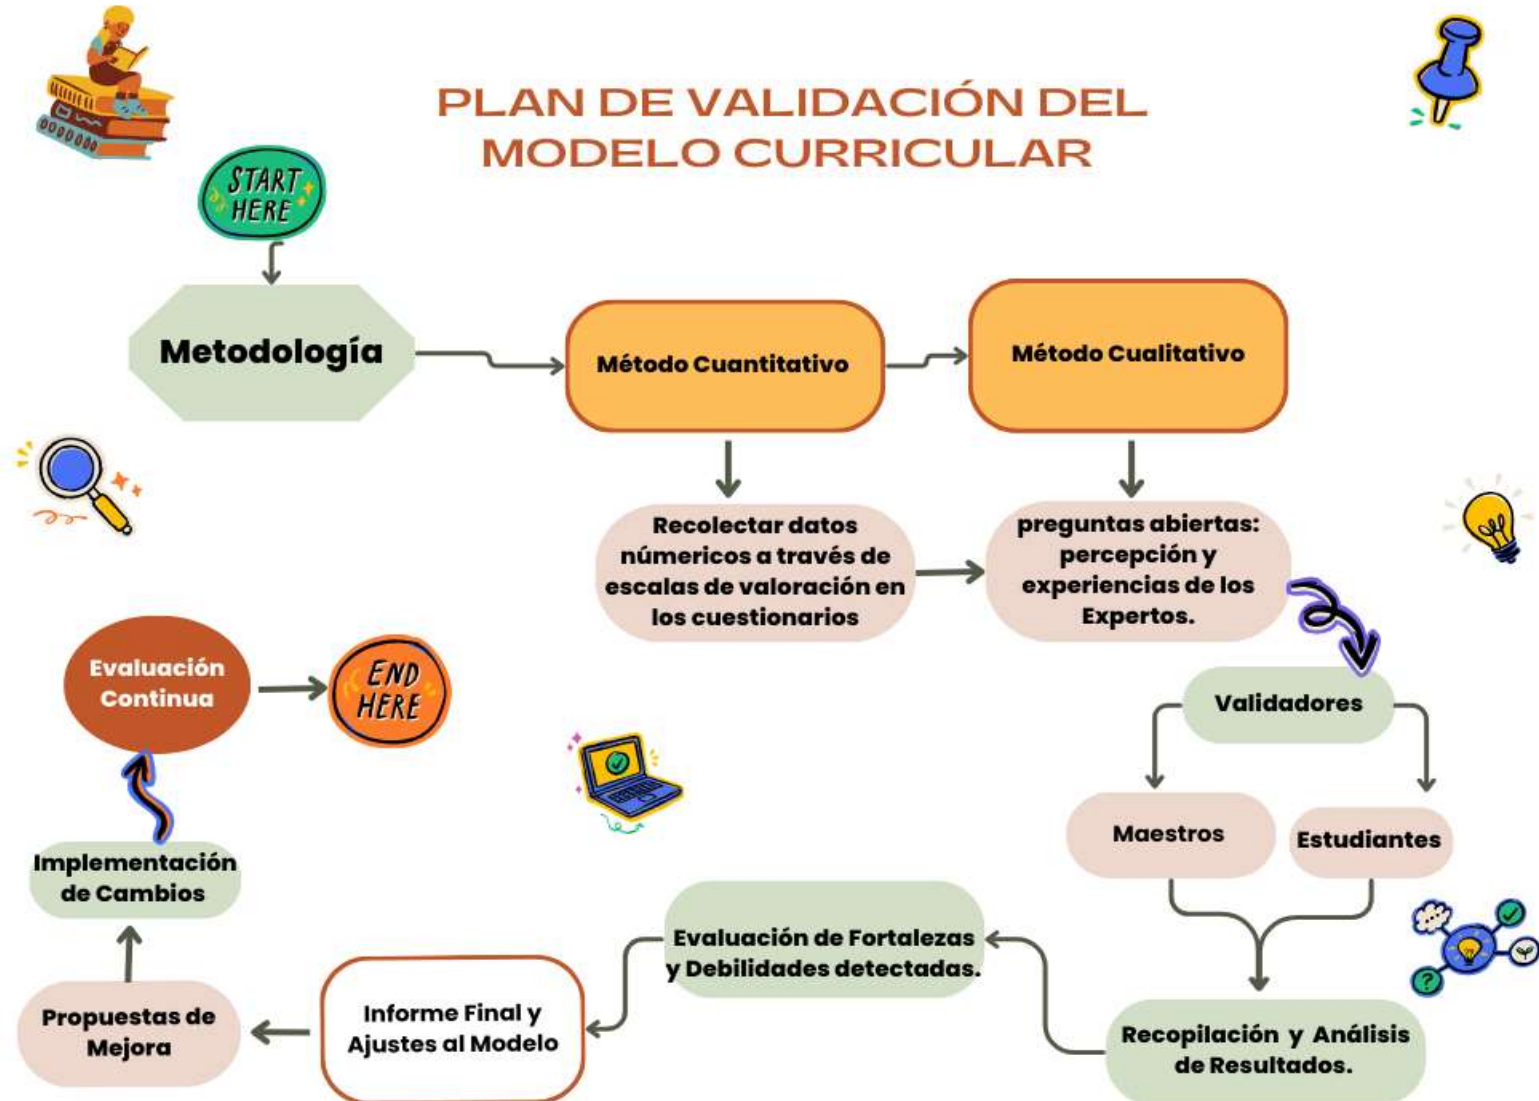 PLAN DE VALIDACIÓN DEL
MODELO CURRICULAR
START
HERE
Metodología
Método Cuantitativo
Método Cualitativo
Recolectar datos
númericos a través de
escalas de valoración en
los cuestionarios
preguntas abiertas:
percepción y
experiencias de los
Expertos.
Validadores
Maestros
Estudiantes
Recopilación y Análisis
de Resultados.
Evaluación de Fortalezas
y Debilidades detectadas.
Informe Final y
Ajustes al Modelo
Propuestas de
Mejora
Implementación
de Cambios
Evaluación
Continua
END
HERE